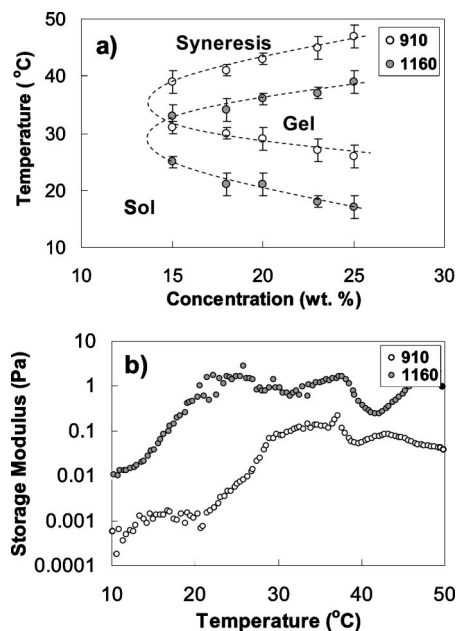 a)
Syneresis
910
1160
Gel
Sol
Temperature (°C)
50
40
30
20
10
10
15
20
25
30
Concentration (wt. %)
b)
910
1160
Storage Modulus (Pa)
10
1
0.1
0.01
0.001
0.0001
10
20
30
40
50
Temperature (°C)